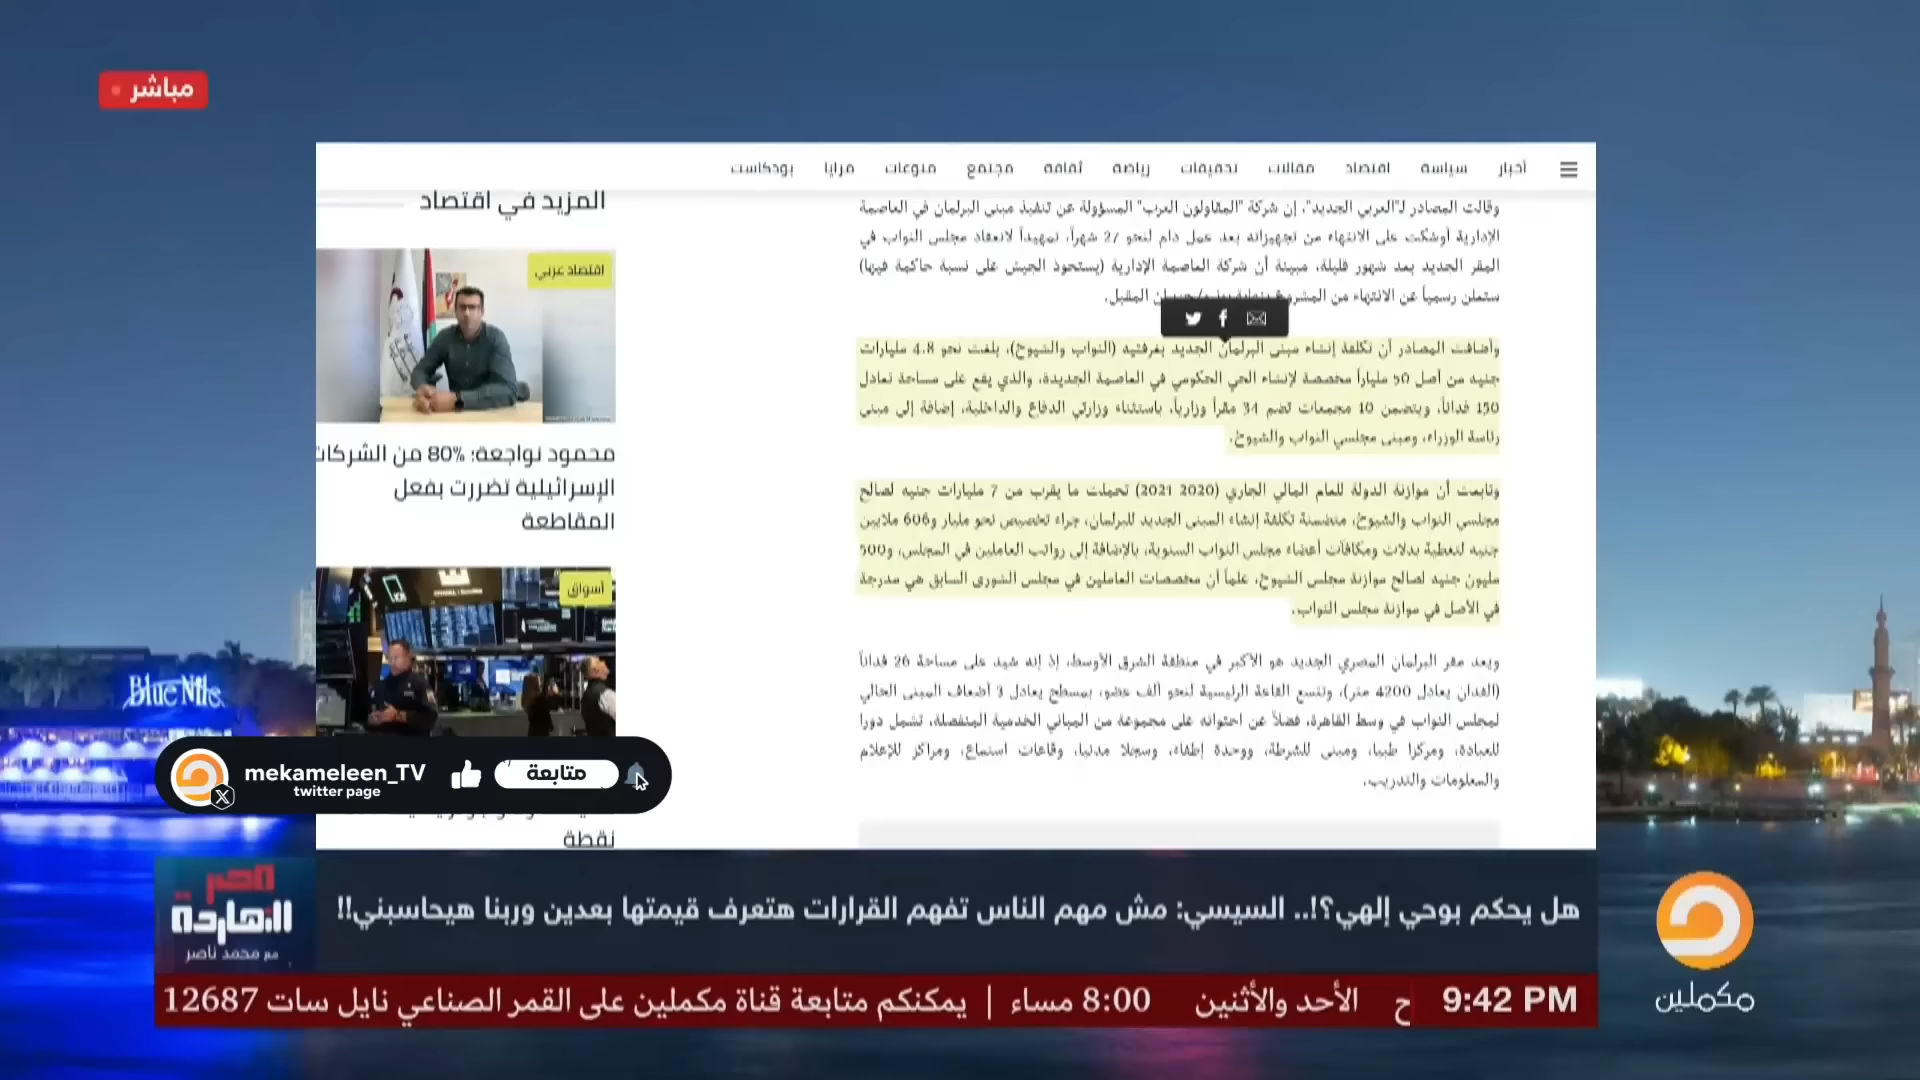 مباشر
أخبار سياسة اقتصاد مقالات تحقيقات رياضة ثقافة مجتمع منوعات مرايا بودكاست
المزيد في اقتصاد
اقتصاد عربي
محمود نواجعة: 80% من الشركات
الإسرائيلية تضررت بفعل
المقاطعة
أسواق
نقطة
وقالت المصادر لـ"العربي الجديد"، إن شركة "المقاولون العرب" المسؤولة عن تنفيذ مبنى البرلمان في العاصمة
الإدارية أوشكت على الانتهاء من تجهيزاته بعد عمل دام لنحو 27 شهراً، تمهيداً لانعقاد مجلس النواب في
المقر الجديد بعد شهور قليلة، مبينة أن شركة العاصمة الإدارية (يستحوذ الجيش على نسبة حاكمة فيها)
ستعلن رسمياً عن الانتهاء من المشروع المقبل.
وأضافت المصادر أن تكلفة إنشاء مبنى البرلمان الجديد بغرفتيه (النواب والشيوخ)، بلغت نحو 4.8 مليارات
جنيه من أصل 50 ملياراً مخصصة لإنشاء الحي الحكومي في العاصمة الجديدة، والذي يقع على مساحة تعادل
150 فداناً، ويتضمن 10 مجمعات تضم 34 مقراً وزارياً، باستثناء وزارتي الدفاع والداخلية، إضافة إلى مبنى
رئاسة الوزراء، ومبنى مجلسي النواب والشيوخ.
وتابعت أن موازنة الدولة للعام المالي الجاري (2020 2021) تحملت ما يقرب من 7 مليارات جنيه لصالح
مجلسي النواب والشيوخ، متضمنة تكلفة إنشاء المبنى الجديد للبرلمان، جراء تخصيص نحو مليار و606 ملايين
جنيه لتغطية بدلات ومكافآت أعضاء مجلس النواب السنوية، بالإضافة إلى رواتب العاملين في المجلس، و500
مليون جنيه لصالح موازنة مجلس الشيوخ، علماً أن مخصصات العاملين في مجلس الشورى السابق هي مدرجة
في الأصل في موازنة مجلس النواب.
ويعد مقر البرلمان المصري الجديد هو الأكبر في منطقة الشرق الأوسط، إذ إنه شيد على مساحة 26 فداناً
(الفدان يعادل 4200 متر)، وتتسع القاعة الرئيسية لنحو ألف عضو، بمسطح يعادل 3 أضعاف المبنى الحالي
لمجلس النواب في وسط القاهرة، فضلاً عن احتوائه على مجموعة من المباني الخدمية المنفصلة، تشمل دورا
للعبادة، ومركزا طبيا، ومبنى للشرطة، ووحدة إطفاء، وسجلا مدنيا، وقاعات استماع، ومراكز للإعلام
والمعلومات والتدريب.
Blue Nile
mekameleen_TV
twitter page
متابعة
مصر
النهاردة
مع محمد ناصر
هل يحكم بوحي إلهي؟!.. السيسي: مش مهم الناس تفهم القرارات هتعرف قيمتها بعدين وربنا هيحاسبني!!
9:42 PM
ح الأحد والأثنين 8:00 مساء | يمكنكم متابعة قناة مكملين على القمر الصناعي نايل سات 12687
مكملين